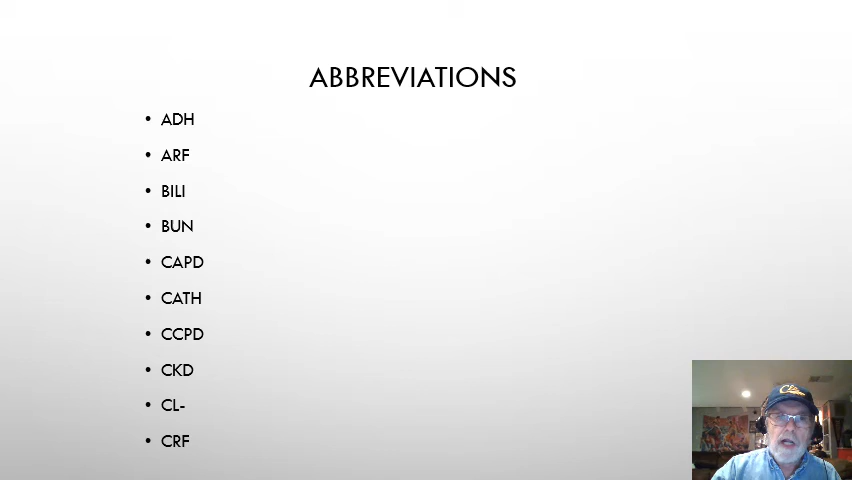 ABBREVIATIONS
• ADH
• ARF
• BILI
• BUN
• CAPD
• CATH
• CCPD
• CKD
• CL-
• CRF